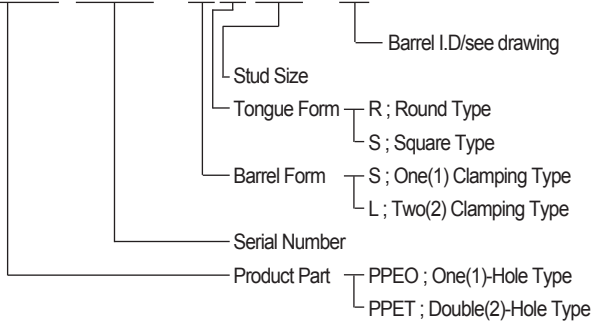 Barrel I.D/see drawing
Stud Size
Tongue Form R ; Round Type
S ; Square Type
Barrel Form S ; One(1) Clamping Type
L ; Two(2) Clamping Type
Serial Number
Product Part PPEO ; One(1)-Hole Type
PPET ; Double(2)-Hole Type